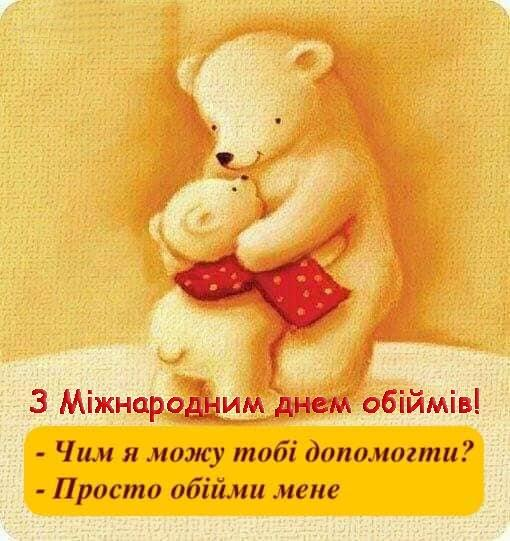 З Міжнародним днем обіймів!
- Чим я можу тобі допомогти?
- Просто обійми мене